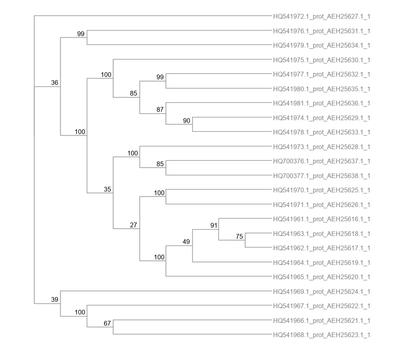 HQ541972.1_prot_AEH25627.1_1
HQ541976.1_prot_AEH25631.1_1
99
HQ541979.1_prot_AEH25634.1_1
HQ541975.1_prot_AEH25630.1_1
HQ541977.1_prot_AEH25632.1_1
100
99
36
HQ541980.1_prot_AEH25635.1_1
85
HQ541981.1_prot_AEH25636.1_1
87
HQ541974.1_prot_AEH25629.1_1
90
HQ541978.1_prot_AEH25633.1_1
100
HQ541973.1_prot_AEH25628.1_1
100
HQ700376.1_prot_AEH25637.1_1
85
HQ700377.1_prot_AEH25638.1_1
35
HQ541970.1_prot_AEH25625.1_1
100
HQ541971.1_prot_AEH25626.1_1
27
HQ541961.1_prot_AEH25616.1_1
91
HQ541963.1_prot_AEH25618.1_1
75
49
HQ541962.1_prot_AEH25617.1_1
100
HQ541964.1_prot_AEH25619.1_1
HQ541965.1_prot_AEH25620.1_1
HQ541969.1_prot_AEH25624.1_1
39
HQ541967.1_prot_AEH25622.1_1
100
HQ541966.1_prot_AEH25621.1_1
67
HQ541968.1_prot_AEH25623.1_1